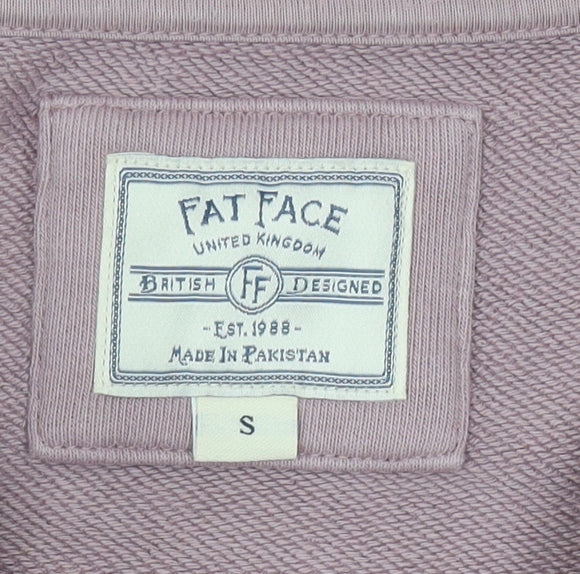 FAT FACE
UNITED KINGDOM
BRITISH FF DESIGNED
- EST. 1988 -
MADE IN PAKISTAN
S